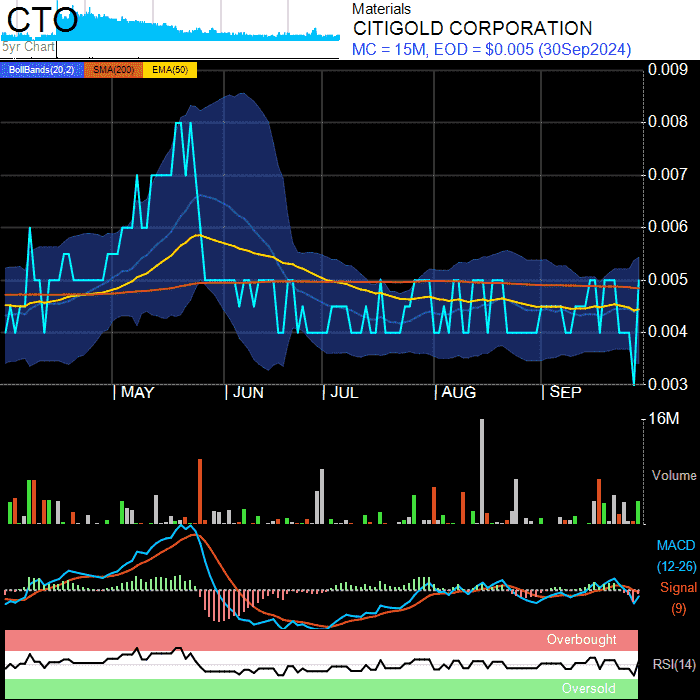 CTO
5yr Chart
Materials
CITIGOLD CORPORATION
MC = 15M, EOD = $0.005 (30Sep2024)
BollBands(20,2) SMA(200) EMA(50)
0.009
0.008
0.007
0.006
0.005
0.004
0.003
MAY JUN JUL AUG SEP
16M
Volume
MACD
(12-26)
Signal
(9)
Overbought
RSI(14)
Oversold